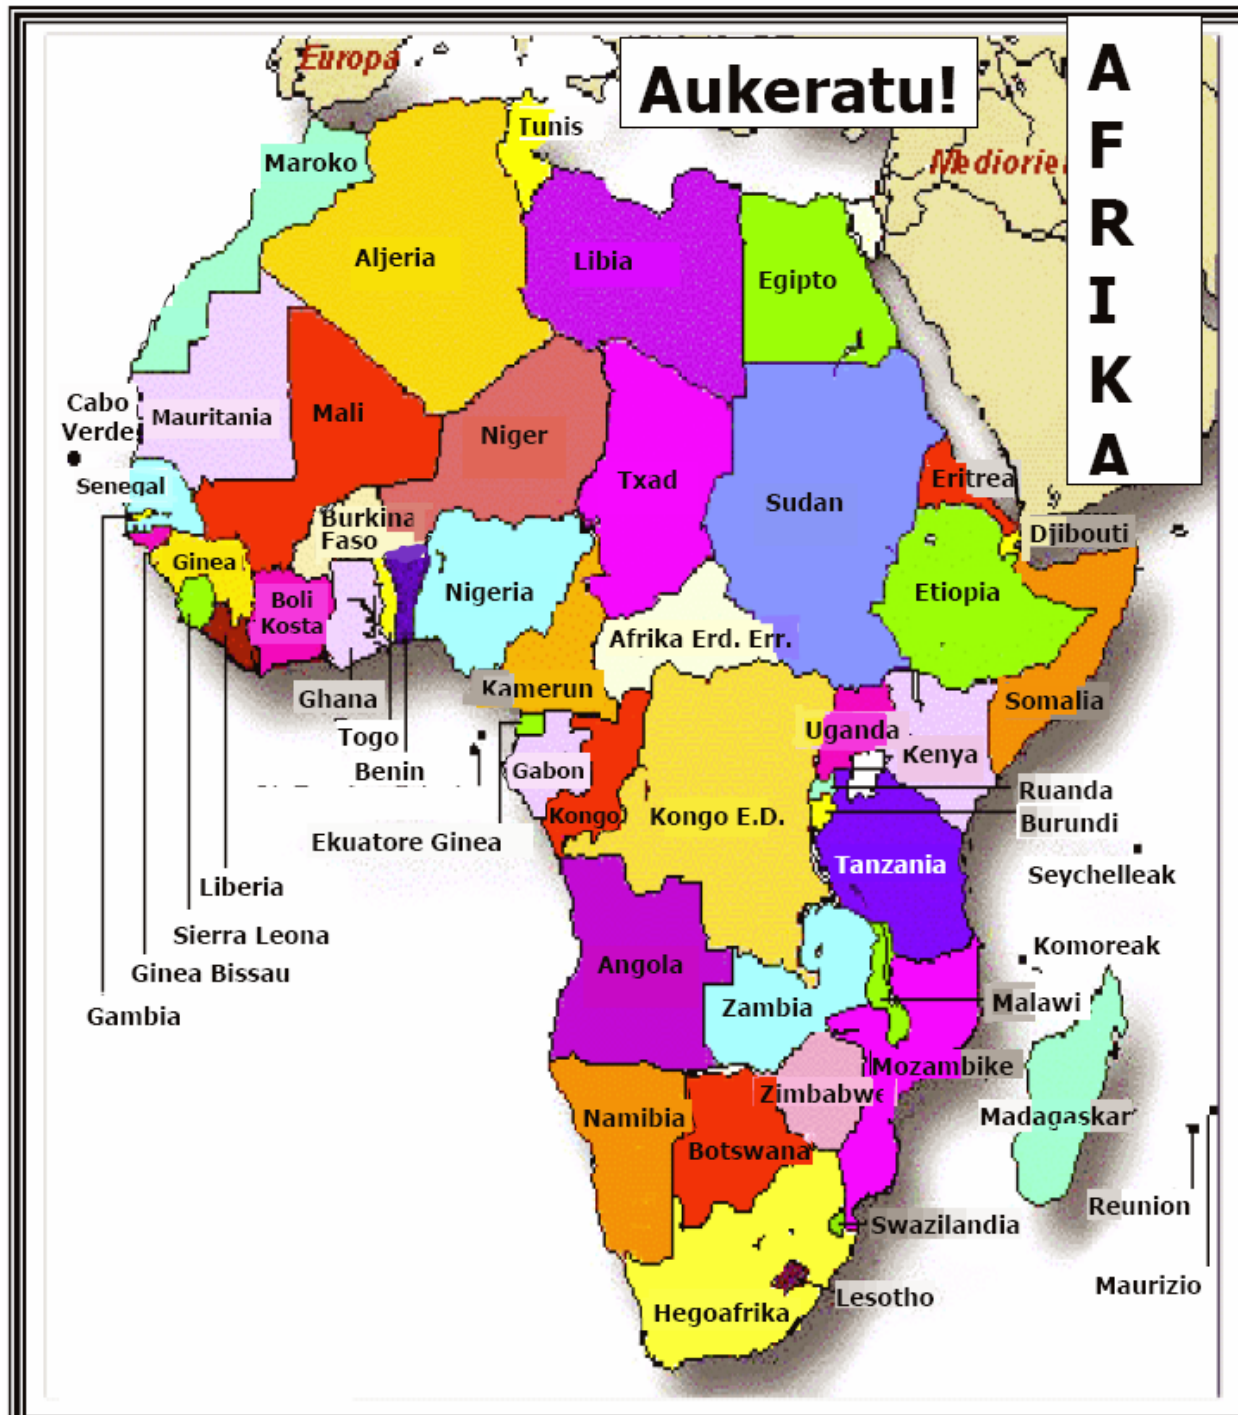 Europa
Aukeratu!
A
F
R
I
K
A
Tunis
Maroko
Aljeria
Libia
Egipto
Cabo
Verde
Mauritania
Mali
Niger
Txad
Sudan
Eritrea
Senegal
Burkina
Faso
Djibouti
Ginea
Boli
Kosta
Nigeria
Etiopia
Afrika Erd. Err.
Ghana
Kamerun
Somalia
Togo
Benin
Uganda
Kenya
Gabon
Ruanda
Kongo
Kongo E.D.
Burundi
Ekuatore Ginea
Tanzania
Seychelleak
Liberia
Sierra Leona
Komoreak
Ginea Bissau
Angola
Malawi
Gambia
Zambia
Mozambike
Zimbabwe
Namibia
Madagaskar
Botswana
Reunion
Swazilandia
Maurizio
Lesotho
Hegoafrika